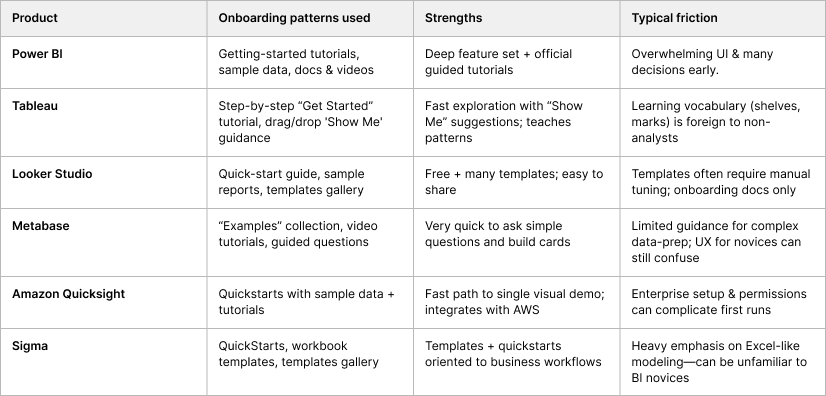 Product Onboarding patterns used Strengths Typical friction
Power BI
Getting-started tutorials,
sample data, docs & videos
Deep feature set + official
guided tutorials
Overwhelming UI & many
decisions early.
Tableau
Step-by-step “Get Started”
tutorial, drag/drop 'Show Me'
guidance
Fast exploration with “Show
Me” suggestions; teaches
patterns
Learning vocabulary (shelves,
marks) is foreign to non-
analysts
Looker Studio
Quick-start guide, sample
reports, templates gallery
Free + many templates; easy to
share
Templates often require manual
tuning; onboarding docs only
Metabase
“Examples” collection, video
tutorials, guided questions
Very quick to ask simple
questions and build cards
Limited guidance for complex
data-prep; UX for novices can
still confuse
Amazon Quicksight
Quickstarts with sample data +
tutorials
Fast path to single visual demo;
integrates with AWS
Enterprise setup & permissions
can complicate first runs
Sigma
QuickStarts, workbook
templates, templates gallery
Templates + quickstarts
oriented to business workflows
Heavy emphasis on Excel-like
modeling—can be unfamiliar to
BI novices